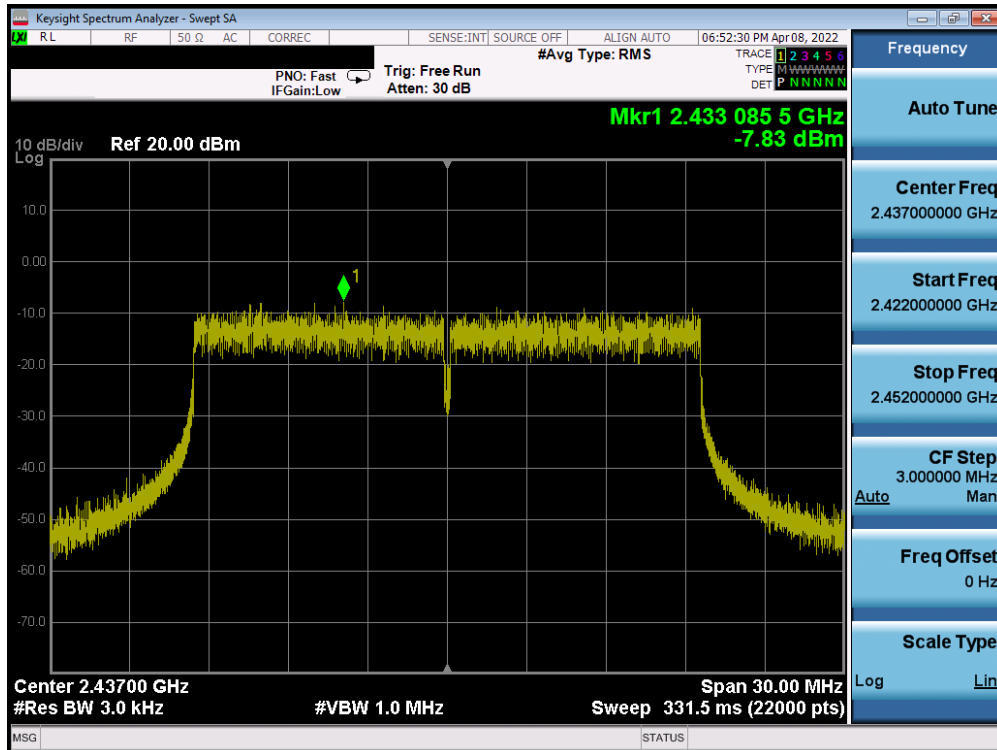 Keysight Spectrum Analyzer - Swept SA
LXI RL RF 50 Ω AC CORREC SENSE:INT SOURCE OFF ALIGN AUTO 06:52:30 PM Apr 08, 2022
#Avg Type: RMS
TRACE 1 2 3 4 5 6
PNO: Fast Trig: Free Run
TYPE M WWWWW
IFGain:Low Atten: 30 dB
DET P N N N N N
Mkr1 2.433 085 5 GHz
-7.83 dBm
10 dB/div Ref 20.00 dBm
Log
1
10.0
0.00
-10.0
-20.0
-30.0
-40.0
-50.0
-60.0
-70.0
Center 2.43700 GHz Span 30.00 MHz
#Res BW 3.0 kHz #VBW 1.0 MHz Sweep 331.5 ms (22000 pts)
MSG STATUS
Frequency
Auto Tune
Center Freq
2.437000000 GHz
Start Freq
2.422000000 GHz
Stop Freq
2.452000000 GHz
CF Step
3.000000 MHz
Auto Man
Freq Offset
0 Hz
Scale Type
Log Lin